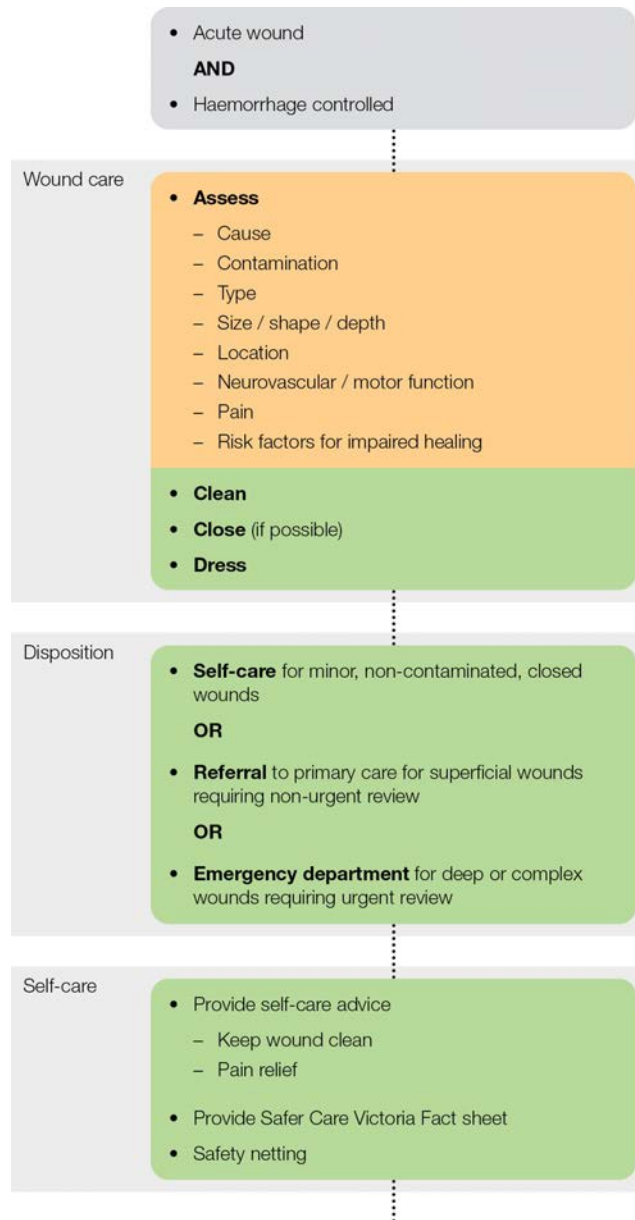 • Acute wound
AND
• Haemorrhage controlled
Wound care
• Assess
– Cause
– Contamination
– Type
– Size / shape / depth
– Location
– Neurovascular / motor function
– Pain
– Risk factors for impaired healing
• Clean
• Close (if possible)
• Dress
Disposition
• Self-care for minor, non-contaminated, closed
wounds
OR
• Referral to primary care for superficial wounds
requiring non-urgent review
OR
• Emergency department for deep or complex
wounds requiring urgent review
Self-care
• Provide self-care advice
– Keep wound clean
– Pain relief
• Provide Safer Care Victoria Fact sheet
• Safety netting